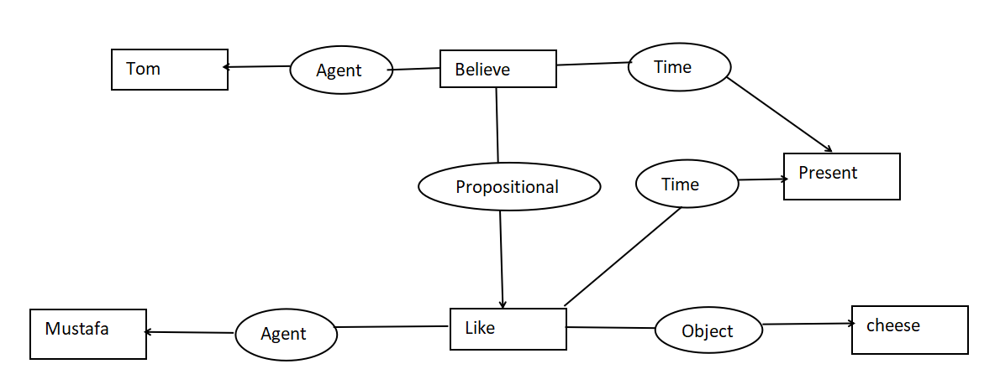 Tom
Agent
Believe
Time
Propositional
Time
Present
Mustafa
Agent
Like
Object
cheese